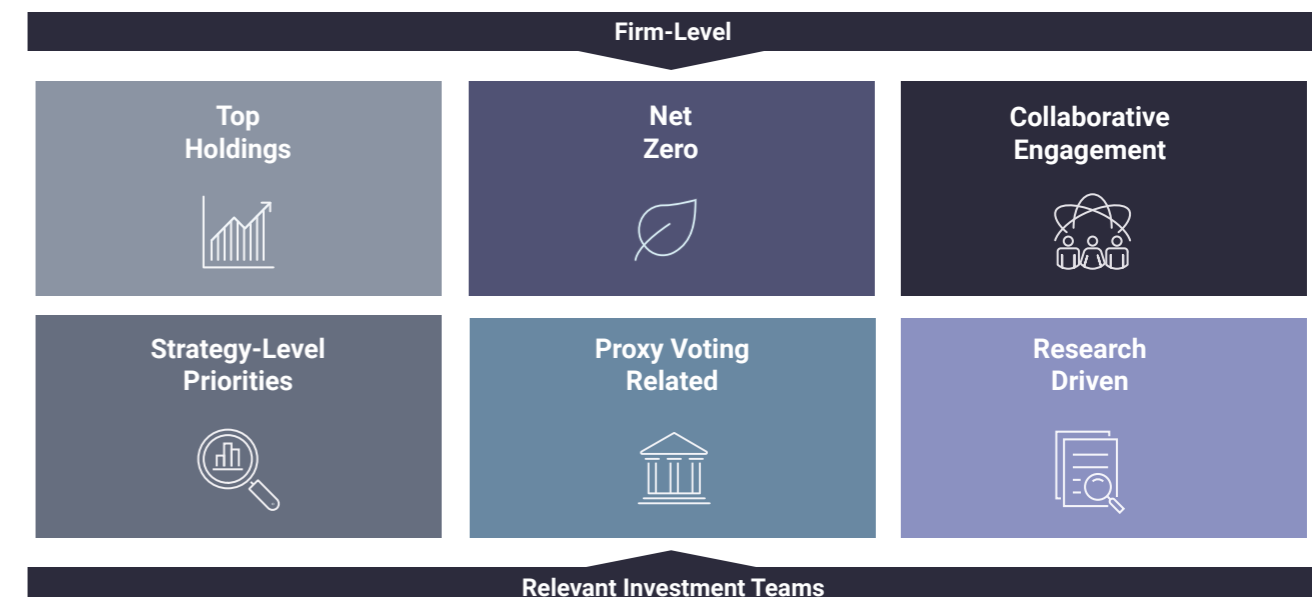 Firm-Level
Top
Holdings
Net
Zero
Collaborative
Engagement
Strategy-Level
Priorities
Proxy Voting
Related
Research
Driven
Relevant Investment Teams